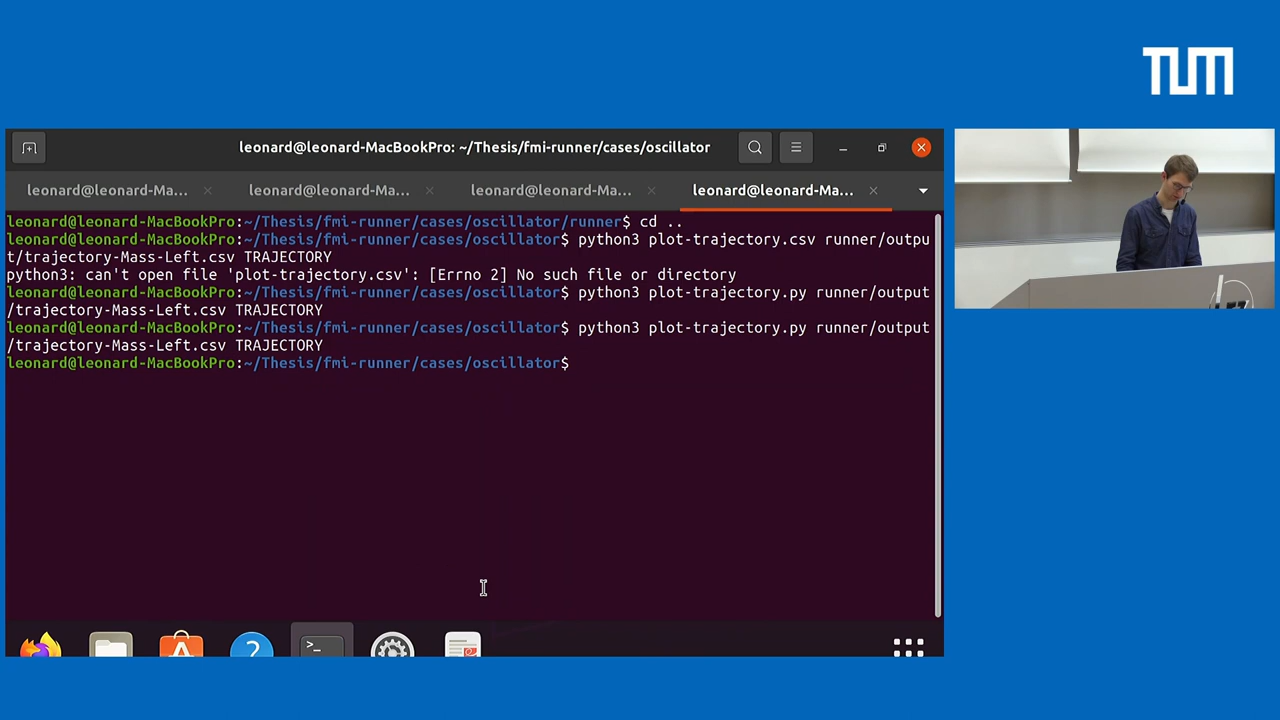 TUM
leonard@leonard-MacBookPro: ~/Thesis/fmi-runner/cases/oscillator
leonard@leonard-Ma...
leonard@leonard-Ma...
leonard@leonard-Ma...
leonard@leonard-Ma...
leonard@leonard-MacBookPro:~/Thesis/fmi-runner/cases/oscillator/runner$ cd ..
leonard@leonard-MacBookPro:~/Thesis/fmi-runner/cases/oscillator$ python3 plot-trajectory.csv runner/outpu
t/trajectory-Mass-Left.csv TRAJECTORY
python3: can't open file 'plot-trajectory.csv': [Errno 2] No such file or directory
leonard@leonard-MacBookPro:~/Thesis/fmi-runner/cases/oscillator$ python3 plot-trajectory.py runner/output
/trajectory-Mass-Left.csv TRAJECTORY
leonard@leonard-MacBookPro:~/Thesis/fmi-runner/cases/oscillator$ python3 plot-trajectory.py runner/output
/trajectory-Mass-Left.csv TRAJECTORY
leonard@leonard-MacBookPro:~/Thesis/fmi-runner/cases/oscillator$